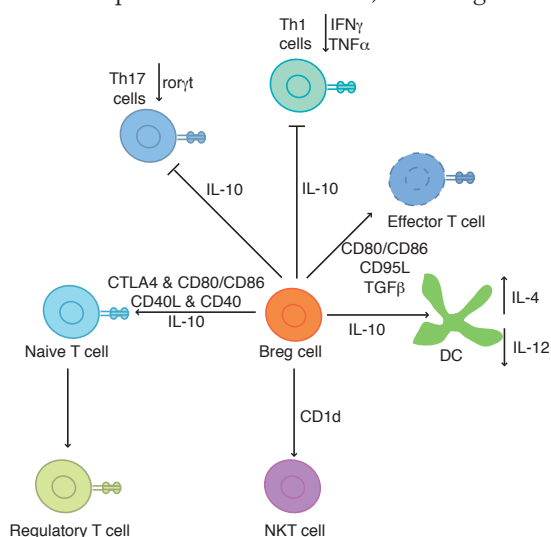 Th1
cells
IFNγ
TNFα
Th17
cells
rorγt
IL-10
IL-10
Effector T cell
CD80/CD86
CD95L
TGFβ
CTLA4 & CD80/CD86
CD40L & CD40
IL-10
IL-10
IL-4
IL-12
Naive T cell
Breg cell
DC
CD1d
Regulatory T cell
NKT cell